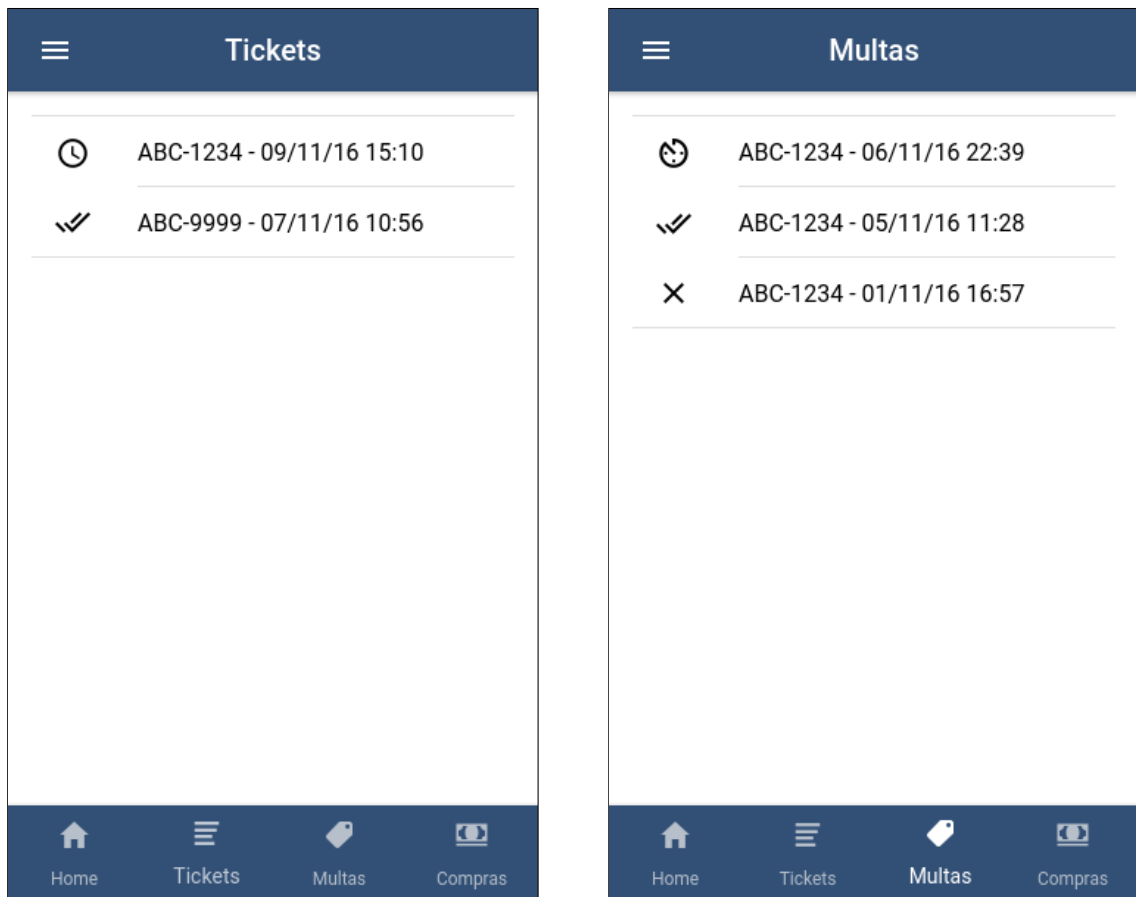 Tickets
ABC-1234 - 09/11/16 15:10
ABC-9999 - 07/11/16 10:56
Home
Tickets
Multas
Compras
Multas
ABC-1234 - 06/11/16 22:39
ABC-1234 - 05/11/16 11:28
ABC-1234 - 01/11/16 16:57
Home
Tickets
Multas
Compras